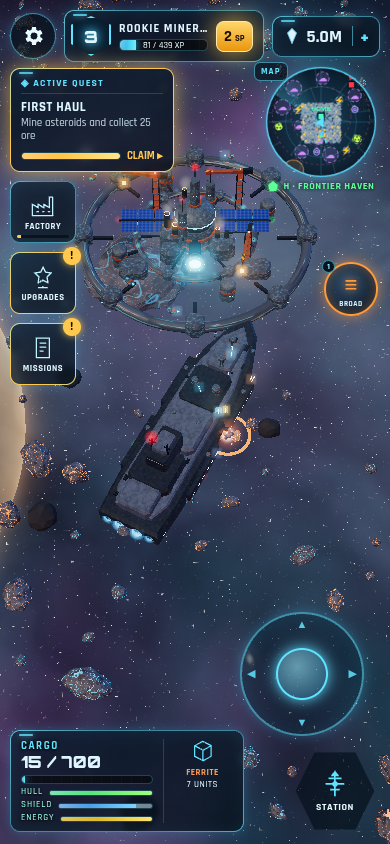 3
ROOKIE MINER...
81 / 439 XP
2 SP
5.0M
+
MAP
ACTIVE QUEST
FIRST HAUL
Mine asteroids and collect 25
ore
CLAIM
H · FRONTIER HAVEN
FACTORY
!
UPGRADES
1
BROAD
!
MISSIONS
CARGO
15 / 700
HULL
SHIELD
ENERGY
FERRITE
7 UNITS
STATION